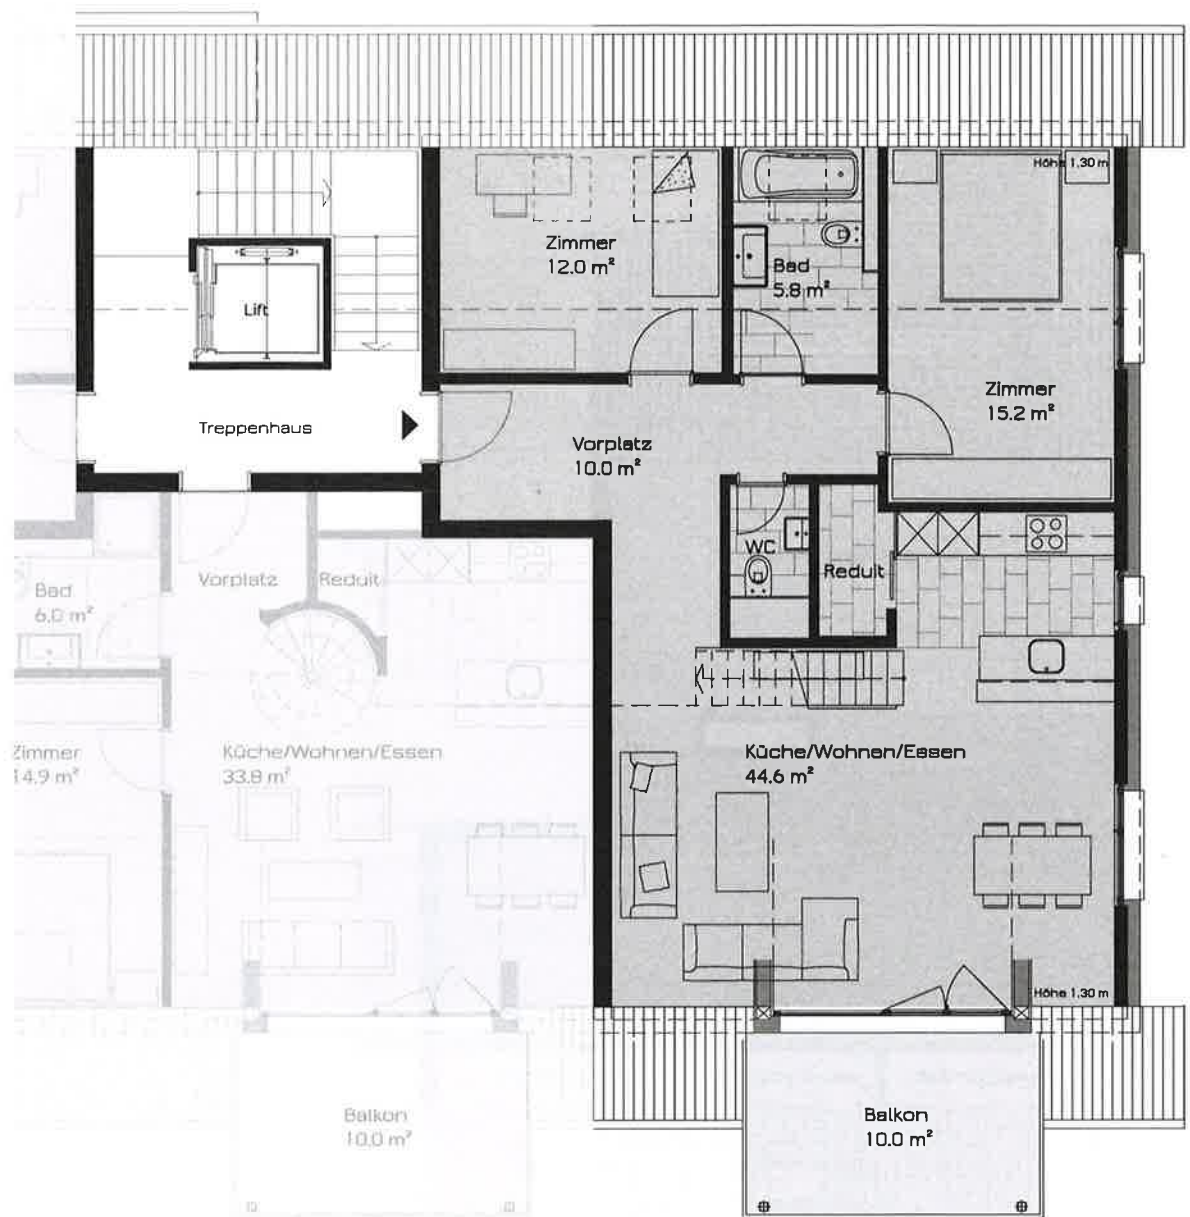 Höhe 1,30 m
Zimmer
12.0 m²
Bad
5.8 m²
Lift
Zimmer
15.2 m²
Treppenhaus
Vorplatz
10.0 m²
WC
Reduit
Vorplatz
Reduit
Bad
6.0 m²
Zimmer
14.9 m²
Küche/Wohnen/Essen
33.8 m²
Küche/Wohnen/Essen
44.6 m²
Höhe 1,30 m
Balkon
10.0 m²
Balkon
10.0 m²